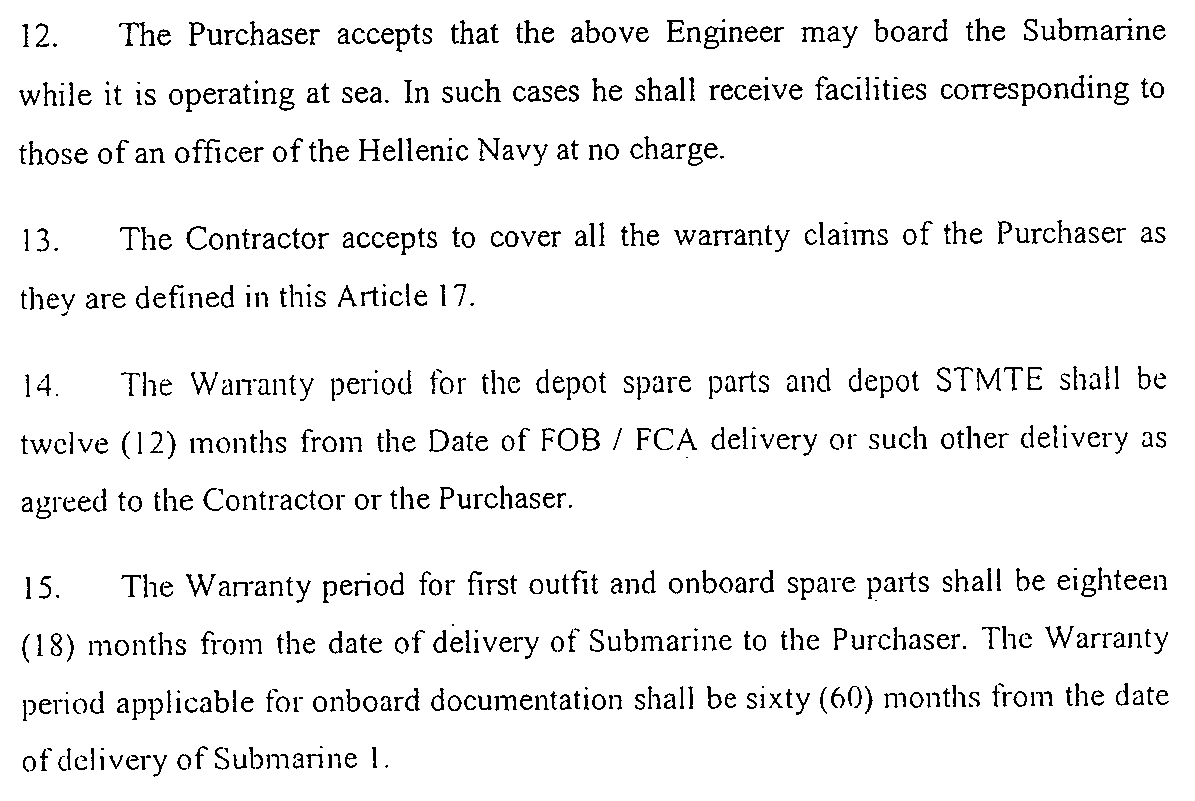 12. The Purchaser accepts that the above Engineer may board the Submarine
while it is operating at sea. In such cases he shall receive facilities corresponding to
those of an officer of the Hellenic Navy at no charge.
13. The Contractor accepts to cover all the warranty claims of the Purchaser as
they are defined in this Article 17.
14. The Warranty period for the depot spare parts and depot STMTE shall be
twelve (12) months from the Date of FOB / FCA delivery or such other delivery as
agreed to the Contractor or the Purchaser.
15. The Warranty period for first outfit and onboard spare parts shall be eighteen
(18) months from the date of delivery of Submarine to the Purchaser. The Warranty
period applicable for onboard documentation shall be sixty (60) months from the date
of delivery of Submarine 1.